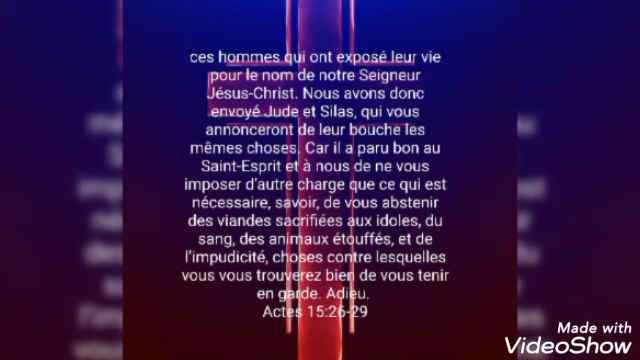 ces hommes qui ont exposé leur vie
pour le nom de notre Seigneur
Jésus-Christ. Nous avons donc
envoyé Jude et Silas, qui vous
annonceront de leur bouche les
mêmes choses. Car il a paru bon au
Saint-Esprit et à nous de ne vous
imposer d’autre charge que ce qui est
nécessaire, savoir, de vous abstenir
des viandes sacrifiées aux idoles, du
sang, des animaux étouffés, et de
l’impudicité, choses contre lesquelles
vous vous trouverez bien de vous tenir
en garde. Adieu.
Actes 15:26-29
Made with
VideoShow